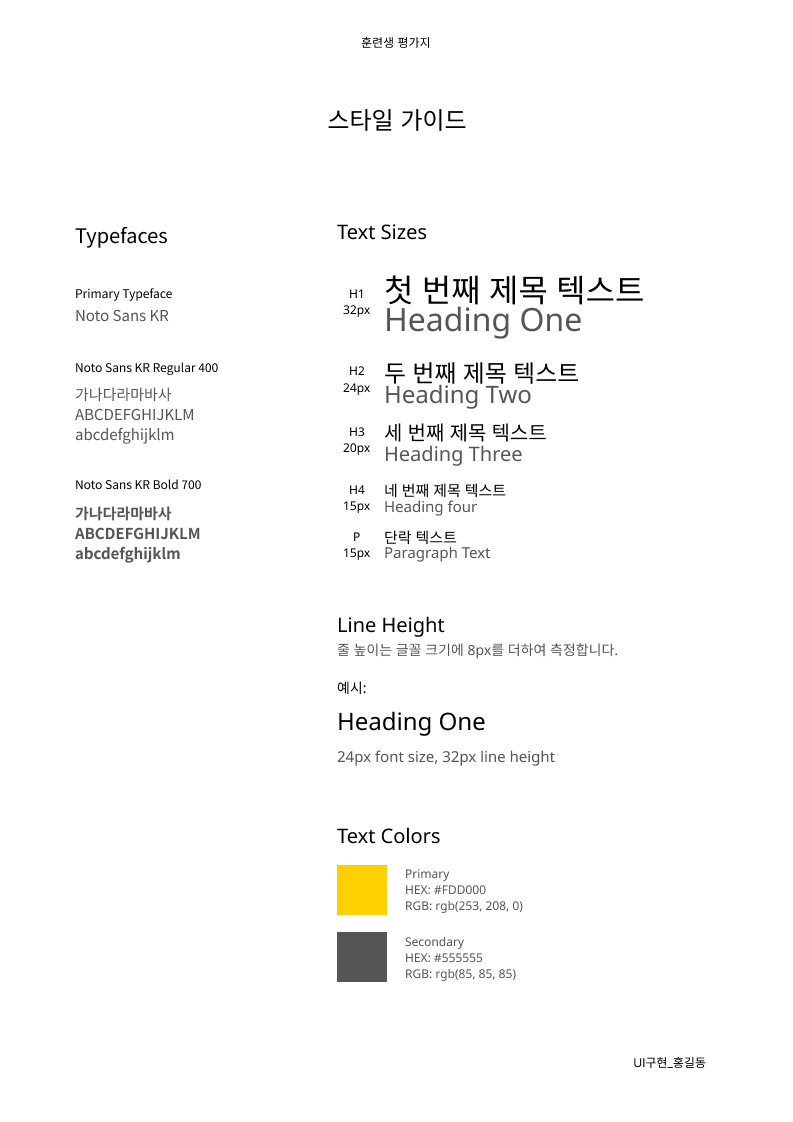 훈련생 평가지
스타일 가이드
Typefaces
Primary Typeface
Noto Sans KR
Noto Sans KR Regular 400
가나다라마바사
ABCDEFGHIJKLM
abcdefghijklm
Noto Sans KR Bold 700
가나다라마바사
ABCDEFGHIJKLM
abcdefghijklm
Text Sizes
H1
32px
첫 번째 제목 텍스트
Heading One
H2
24px
두 번째 제목 텍스트
Heading Two
H3
20px
세 번째 제목 텍스트
Heading Three
H4
15px
네 번째 제목 텍스트
Heading four
P
15px
단락 텍스트
Paragraph Text
Line Height
줄 높이는 글꼴 크기에 8px를 더하여 측정합니다.
예시:
Heading One
24px font size, 32px line height
Text Colors
Primary
HEX: #FDD000
RGB: rgb(253, 208, 0)
Secondary
HEX: #555555
RGB: rgb(85, 85, 85)
UI구현_홍길동